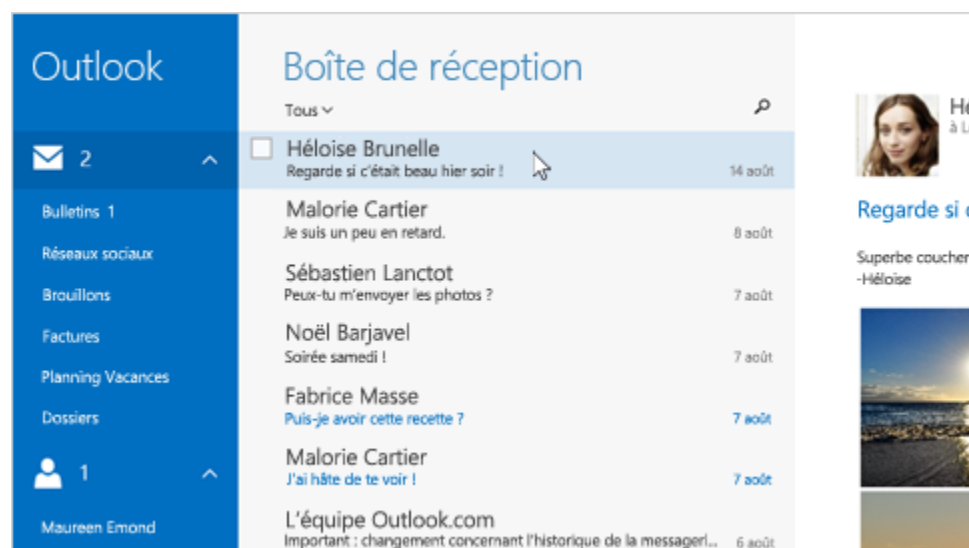 Outlook
2
Bulletins 1
Réseaux sociaux
Brouillons
Factures
Planning Vacances
Dossiers
1
Maureen Emond
Boîte de réception
Tous
Héloise Brunelle
Regarde si c'était beau hier soir !
14 août
Malorie Cartier
Je suis un peu en retard.
8 août
Sébastien Lanctot
Peux-tu m'envoyer les photos ?
7 août
Noël Barjavel
Soirée samedi !
7 août
Fabrice Masse
Puis-je avoir cette recette ?
7 août
Malorie Cartier
J'ai hâte de te voir !
7 août
L'équipe Outlook.com
Important : changement concernant l'historique de la messageri...
6 août
Hé
à L
Regarde si
Superbe coucher
-Héloise